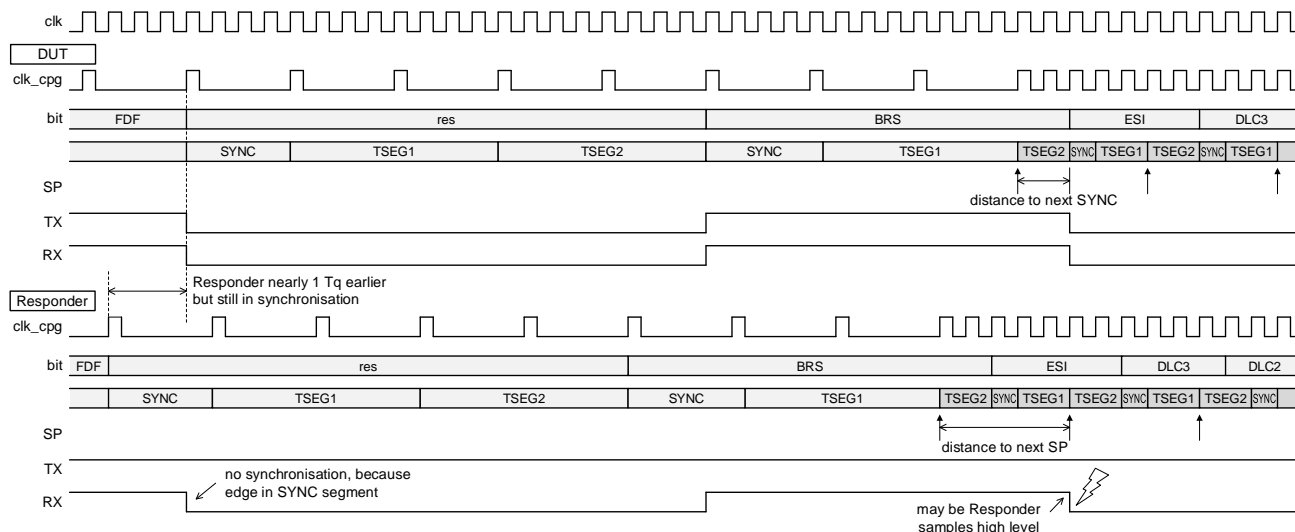 clk
DUT
clk_cpg
bit FDF res BRS ESI DLC3
SYNC TSEG1 TSEG2 SYNC TSEG1 TSEG2 SYNC TSEG1 TSEG2 SYNC TSEG1
SP
distance to next SYNC
TX
RX
Responder nearly 1 Tq earlier
but still in synchronisation
Responder
clk_cpg
bit FDF res BRS ESI DLC3 DLC2
SYNC TSEG1 TSEG2 SYNC TSEG1 TSEG2 SYNC TSEG1 TSEG2 SYNC TSEG1 TSEG2 SYNC
SP
distance to next SP
TX
no synchronisation, because
edge in SYNC segment
RX
may be Responder
samples high level